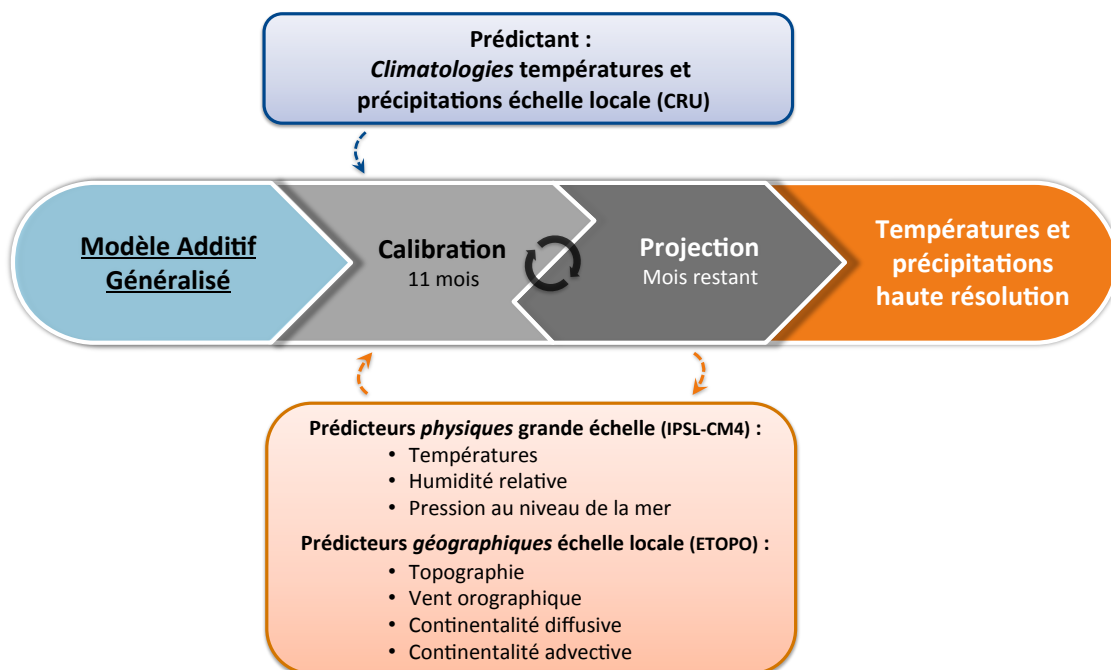 Prédictant :
Climatologies températures et
précipitations échelle locale (CRU)
Modèle Additif
Généralisé
Calibration
11 mois
Projection
Mois restant
Températures et
précipitations
haute résolution
Prédicteurs physiques grande échelle (IPSL-CM4) :
• Températures
• Humidité relative
• Pression au niveau de la mer
Prédicteurs géographiques échelle locale (ETOPO) :
• Topographie
• Vent orographique
• Continentalité diffusive
• Continentalité advective